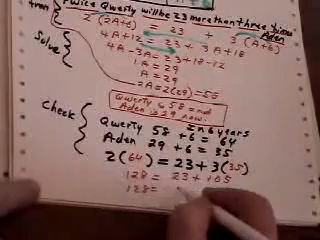 Twice Qwerty will be 23 more than three times Aden
2(2A+6) = 23 3(A+6)
Solve
4A+12 = 23 + 3A+18
4A-3A = 23+18-12
1A = 29
A = 29
2A = 2(29) = 58
Qwerty is 58 now.
Aden is 29 now.
Check
in 6 years
Qwerty 58 +6 = 64
Aden 29 +6 = 35
2(64) = 23+3(35)
128 = 23 + 105
128 =